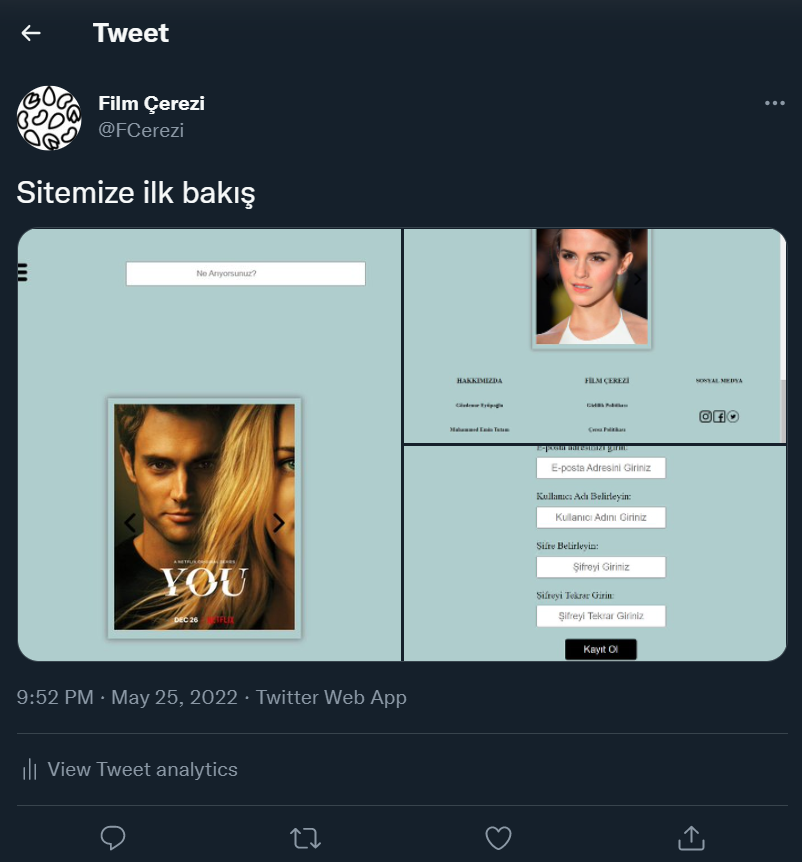 Tweet
Film Çerezi
@FCerezi
Sitemize ilk bakış
Ne Arıyorsunuz?
A NETFLIX ORIGINAL SERIES
YOU
DEC 26 NETFLIX
HAKKIMIZDA
FİLM ÇEREZİ
SOSYAL MEDYA
Gizlilik Politikası
Muhammed Emin
Çerez Politikası
E-posta adresinizi girin:
E-posta Adresini Giriniz
Kullanıcı Adı Belirleyin:
Kullanıcı Adını Giriniz
Şifre Belirleyin:
Şifreyi Giriniz
Şifreyi Tekrar Girin:
Şifreyi Tekrar Giriniz
Kayıt Ol
9:52 PM · May 25, 2022 · Twitter Web App
View Tweet analytics